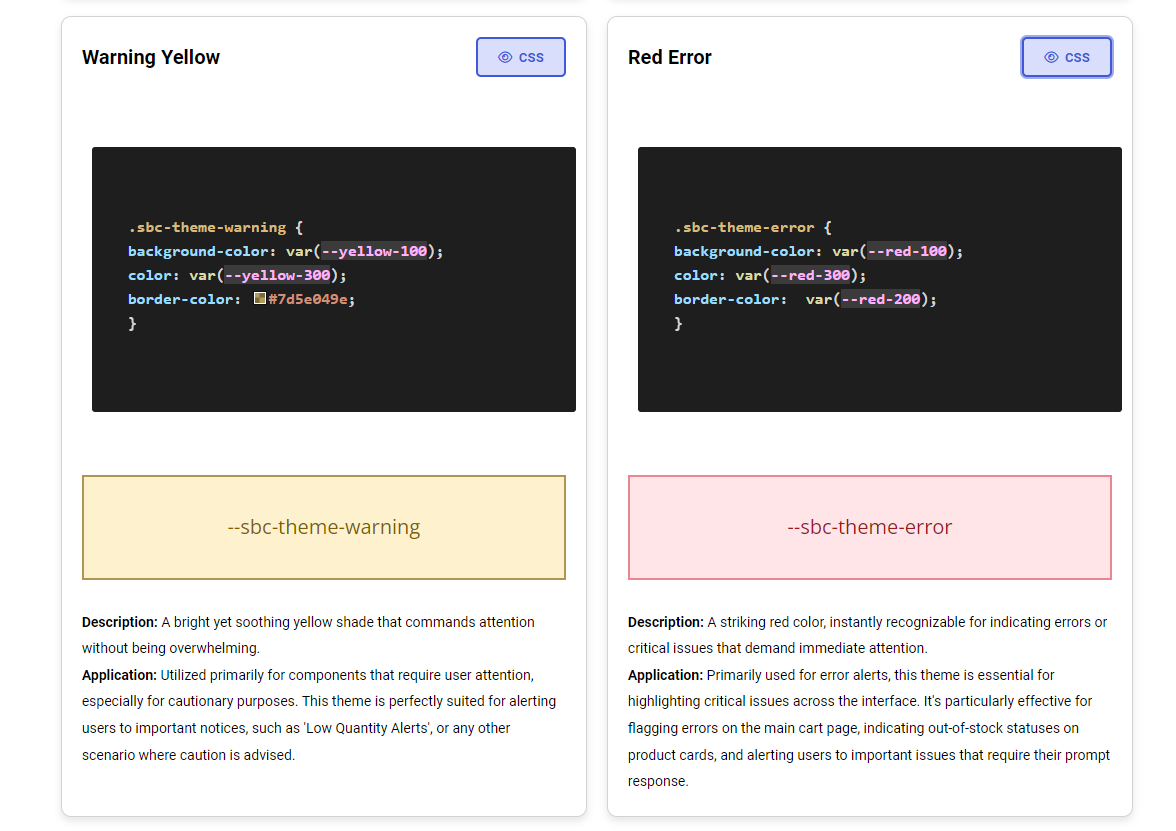 Warning Yellow
CSS
.sbc-theme-warning {
background-color: var(--yellow-100);
color: var(--yellow-300);
border-color: #7d5e049e;
}
--sbc-theme-warning
Description: A bright yet soothing yellow shade that commands attention
without being overwhelming.
Application: Utilized primarily for components that require user attention,
especially for cautionary purposes. This theme is perfectly suited for alerting
users to important notices, such as 'Low Quantity Alerts', or any other
scenario where caution is advised.
Red Error
CSS
.sbc-theme-error {
background-color: var(--red-100);
color: var(--red-300);
border-color:  var(--red-200);
}
--sbc-theme-error
Description: A striking red color, instantly recognizable for indicating errors or
critical issues that demand immediate attention.
Application: Primarily used for error alerts, this theme is essential for
highlighting critical issues across the interface. It's particularly effective for
flagging errors on the main cart page, indicating out-of-stock statuses on
product cards, and alerting users to important issues that require their prompt
response.